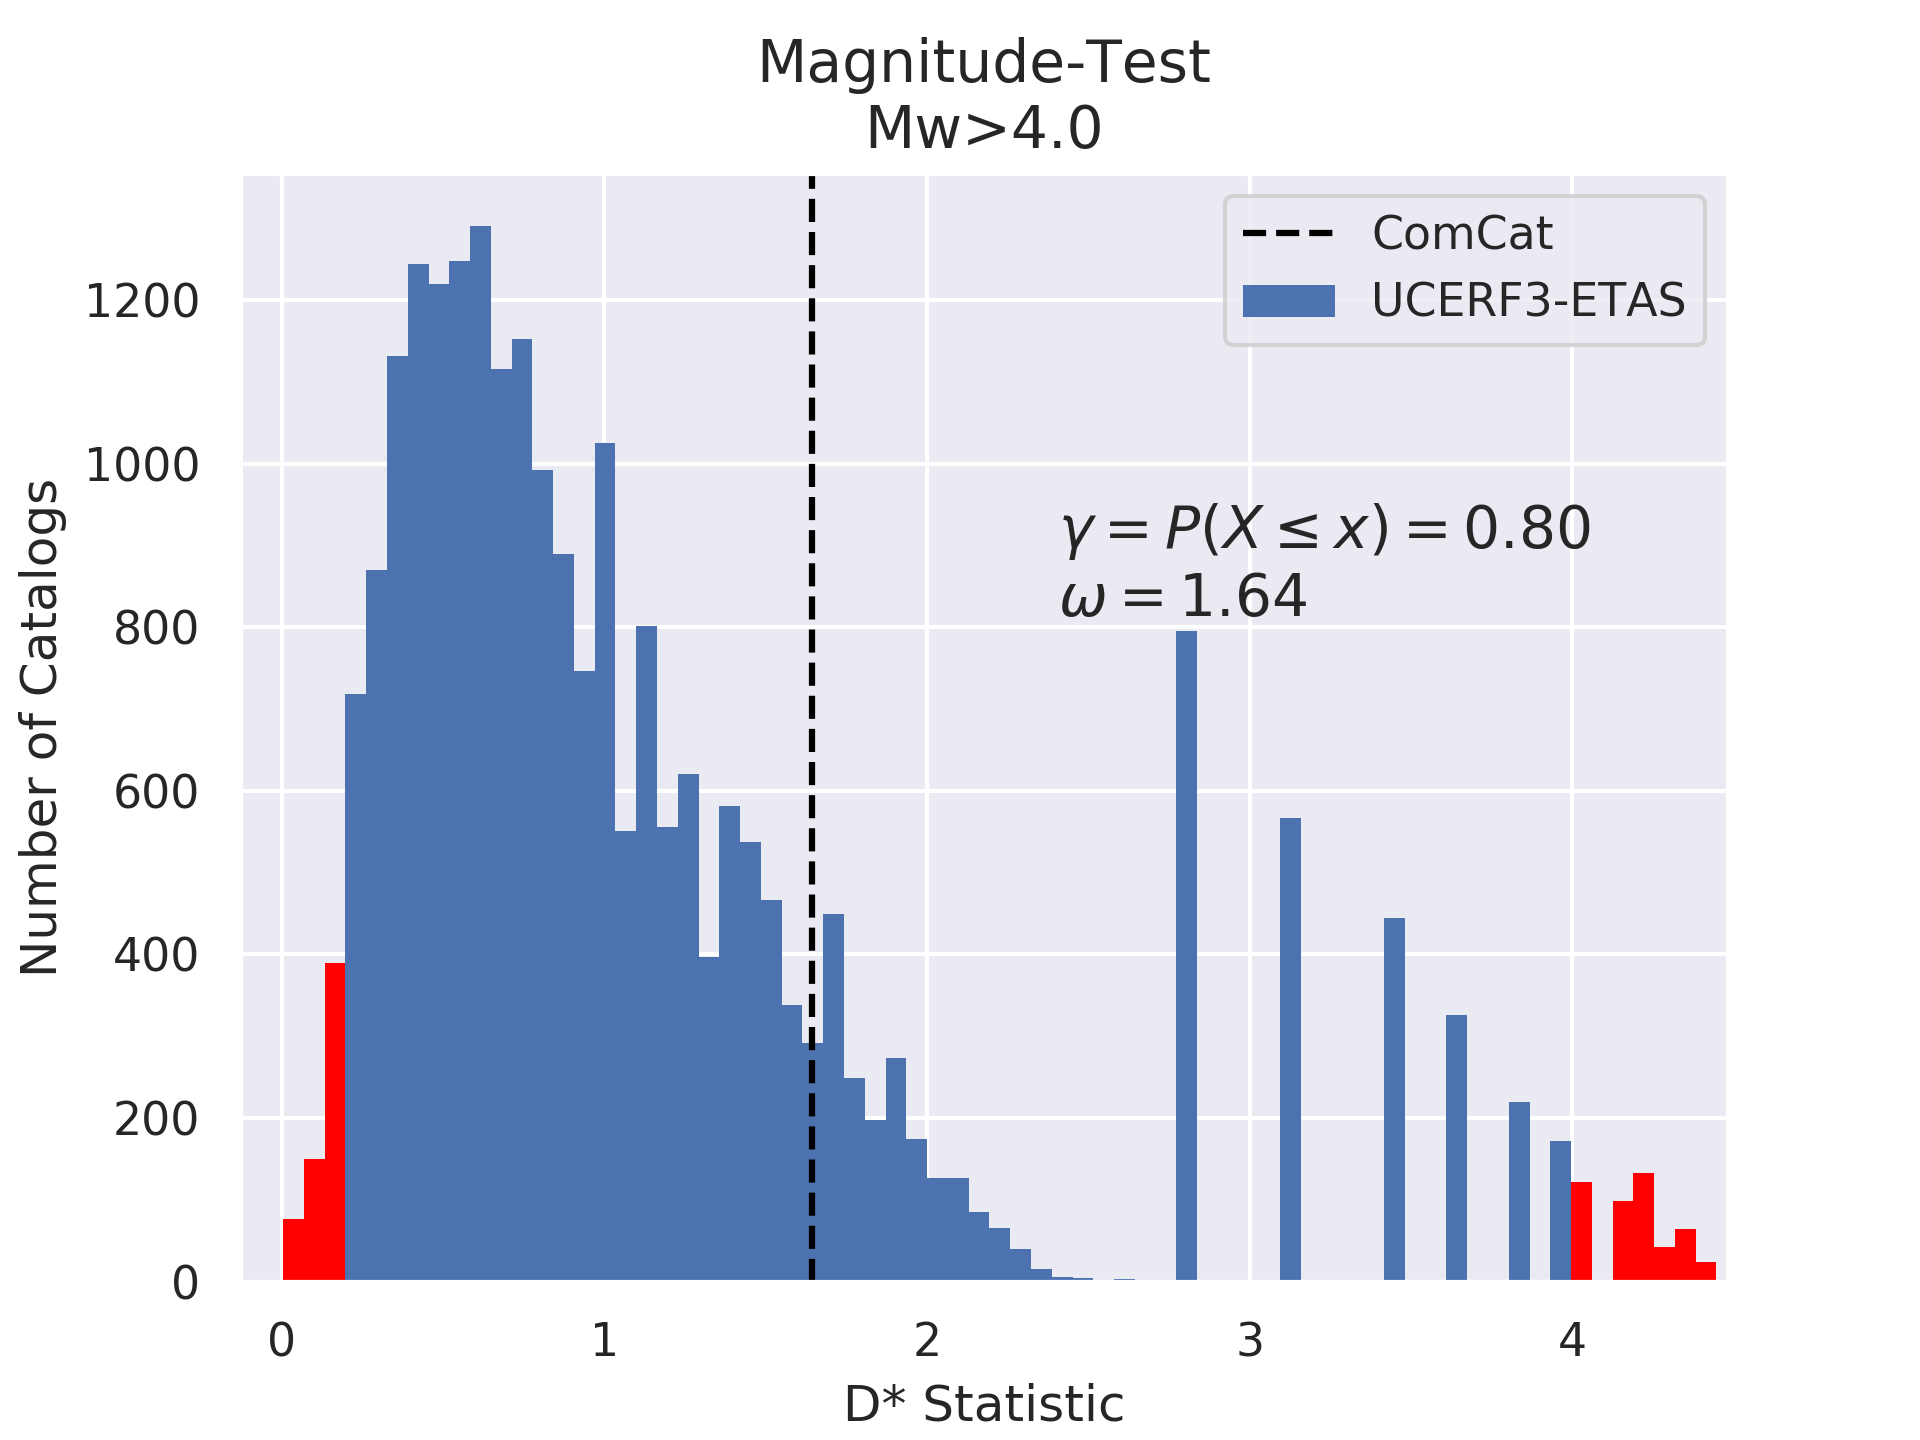 Magnitude-Test
Mw>4.0
ComCat
UCERF3-ETAS
γ = P(X ≤ x) = 0.80
ω = 1.64
Number of Catalogs
1200
1000
800
600
400
200
0
0 1 2 3 4
D* Statistic